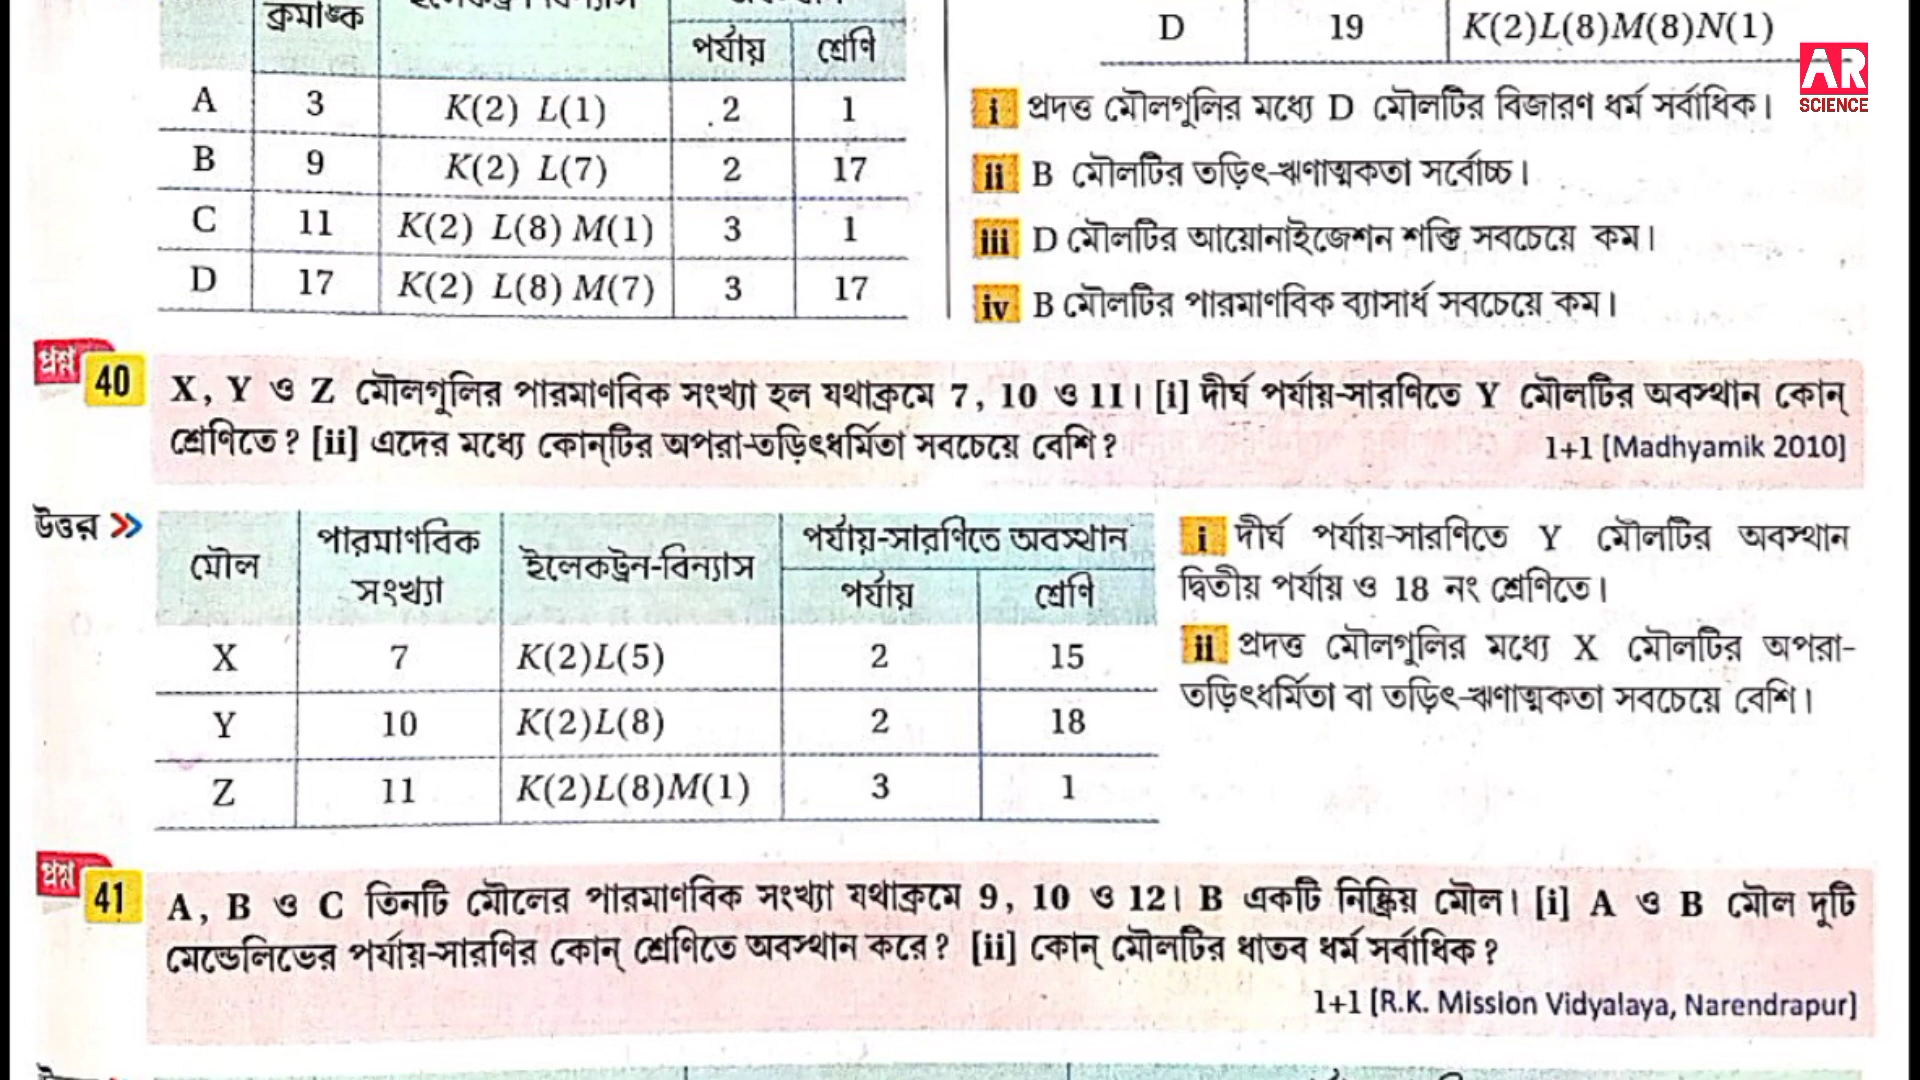 ক্রমাঙ্ক
পর্যায় শ্রেণি
A 3 K(2) L(1) 2 1
B 9 K(2) L(7) 2 17
C 11 K(2) L(8) M(1) 3 1
D 17 K(2) L(8) M(7) 3 17
D 19 K(2)L(8)M(8)N(1)
AR
SCIENCE
i প্রদত্ত মৌলগুলির মধ্যে D মৌলটির বিজারণ ধর্ম সর্বাধিক।
ii B মৌলটির তড়িৎ-ঋণাত্মকতা সর্বোচ্চ।
iii D মৌলটির আয়োনাইজেশন শক্তি সবচেয়ে কম।
iv B মৌলটির পারমাণবিক ব্যাসার্ধ সবচেয়ে কম।
প্রশ্ন
40 X, Y ও Z মৌলগুলির পারমাণবিক সংখ্যা হল যথাক্রমে 7, 10 ও 11। [i] দীর্ঘ পর্যায়-সারণিতে Y মৌলটির অবস্থান কোন্
শ্রেণিতে? [ii] এদের মধ্যে কোন্‌টির অপরা-তড়িৎধর্মিতা সবচেয়ে বেশি? 1+1 [Madhyamik 2010]
উত্তর »
মৌল পারমাণবিক সংখ্যা ইলেকট্রন-বিন্যাস পর্যায়-সারণিতে অবস্থান
পর্যায় শ্রেণি
X 7 K(2)L(5) 2 15
Y 10 K(2)L(8) 2 18
Z 11 K(2)L(8)M(1) 3 1
i দীর্ঘ পর্যায়-সারণিতে Y মৌলটির অবস্থান
দ্বিতীয় পর্যায় ও 18 নং শ্রেণিতে।
ii প্রদত্ত মৌলগুলির মধ্যে X মৌলটির অপরা-
তড়িৎধর্মিতা বা তড়িৎ-ঋণাত্মকতা সবচেয়ে বেশি।
প্রশ্ন
41 A, B ও C তিনটি মৌলের পারমাণবিক সংখ্যা যথাক্রমে 9, 10 ও 12। B একটি নিষ্ক্রিয় মৌল। [i] A ও B মৌল দুটি
মেন্ডেলিভের পর্যায়-সারণির কোন্ শ্রেণিতে অবস্থান করে? [ii] কোন্ মৌলটির ধাতব ধর্ম সর্বাধিক?
1+1 [R.K. Mission Vidyalaya, Narendrapur]